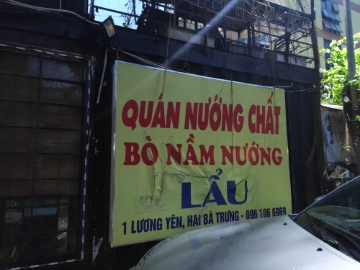 QUÁN NƯỚNG CHẤT
BÒ NẦM NƯỚNG
LẨU
1 LƯƠNG YÊN, HAI BÀ TRƯNG - 096 106 6969